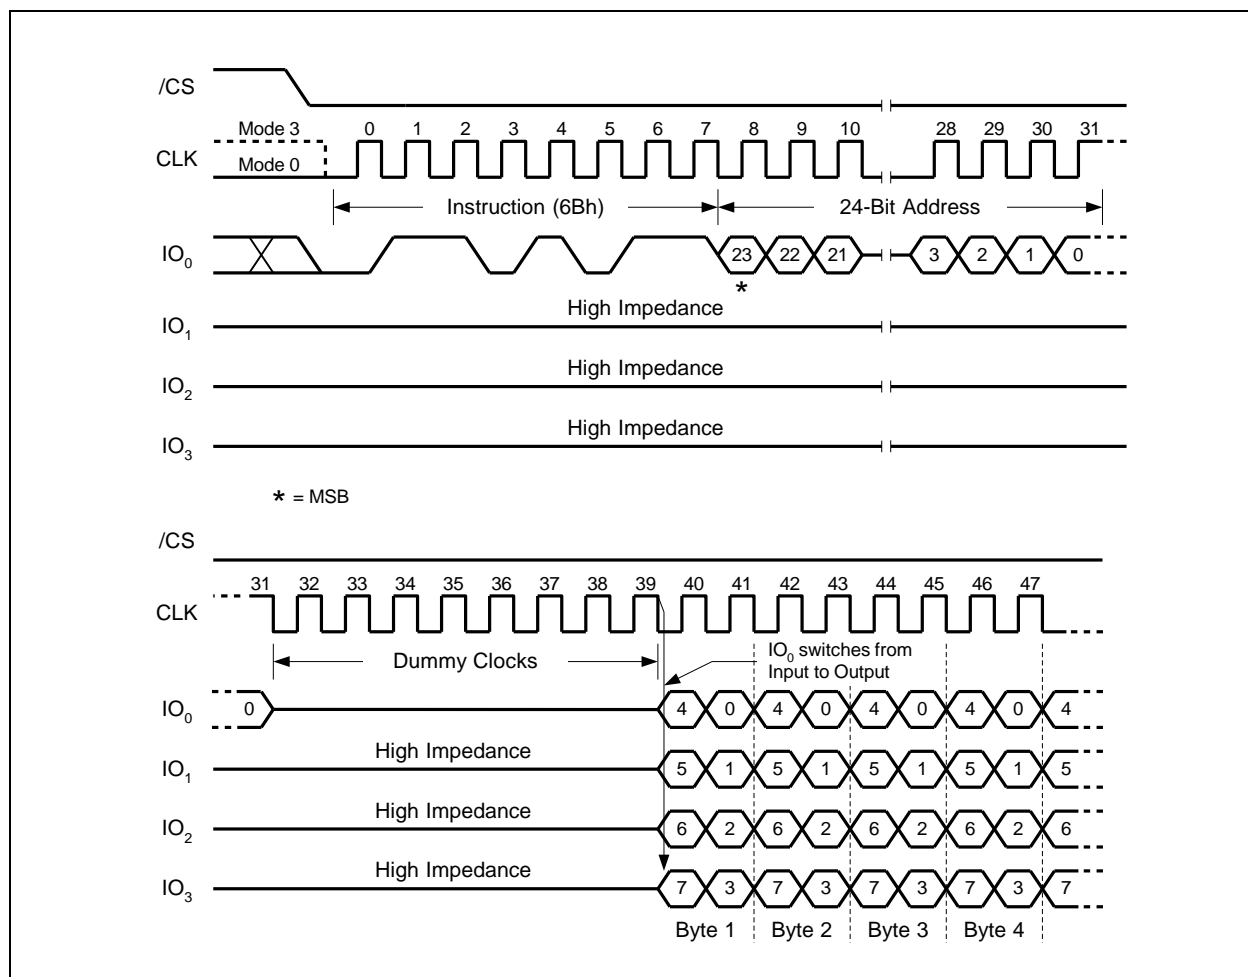 /CS
Mode 3 0 1 2 3 4 5 6 7 8 9 10 28 29 30 31
CLK
Mode 0
Instruction (6Bh) 24-Bit Address
IO0 23 22 21 3 2 1 0
*
High Impedance
IO1
High Impedance
IO2
High Impedance
IO3
* = MSB
/CS
31 32 33 34 35 36 37 38 39 40 41 42 43 44 45 46 47
CLK
Dummy Clocks
IO0 switches from
Input to Output
IO0 0 4 0 4 0 4 0 4 0 4
High Impedance
IO1 5 1 5 1 5 1 5 1 5
High Impedance
IO2 6 2 6 2 6 2 6 2 6
High Impedance
IO3 7 3 7 3 7 3 7 3 7
Byte 1 Byte 2 Byte 3 Byte 4